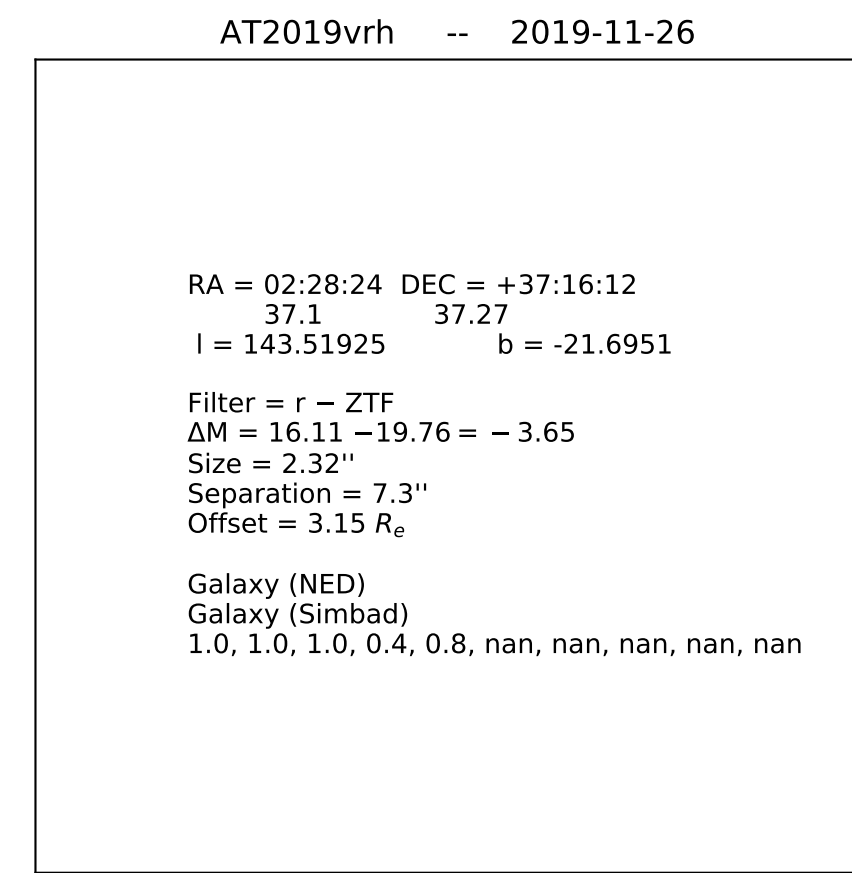 AT2019vrh -- 2019-11-26
RA = 02:28:24 DEC = +37:16:12
37.1 37.27
l = 143.51925 b = -21.6951
Filter = r − ZTF
ΔM = 16.11 −19.76 = − 3.65
Size = 2.32''
Separation = 7.3''
Offset = 3.15 Re
Galaxy (NED)
Galaxy (Simbad)
1.0, 1.0, 1.0, 0.4, 0.8, nan, nan, nan, nan, nan